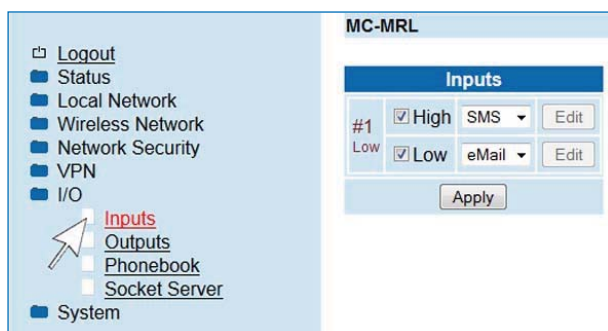 Logout
Status
Local Network
Wireless Network
Network Security
VPN
I/O
Inputs
Outputs
Phonebook
Socket Server
System
MC-MRL
Inputs
#1
Low
High SMS Edit
Low eMail Edit
Apply